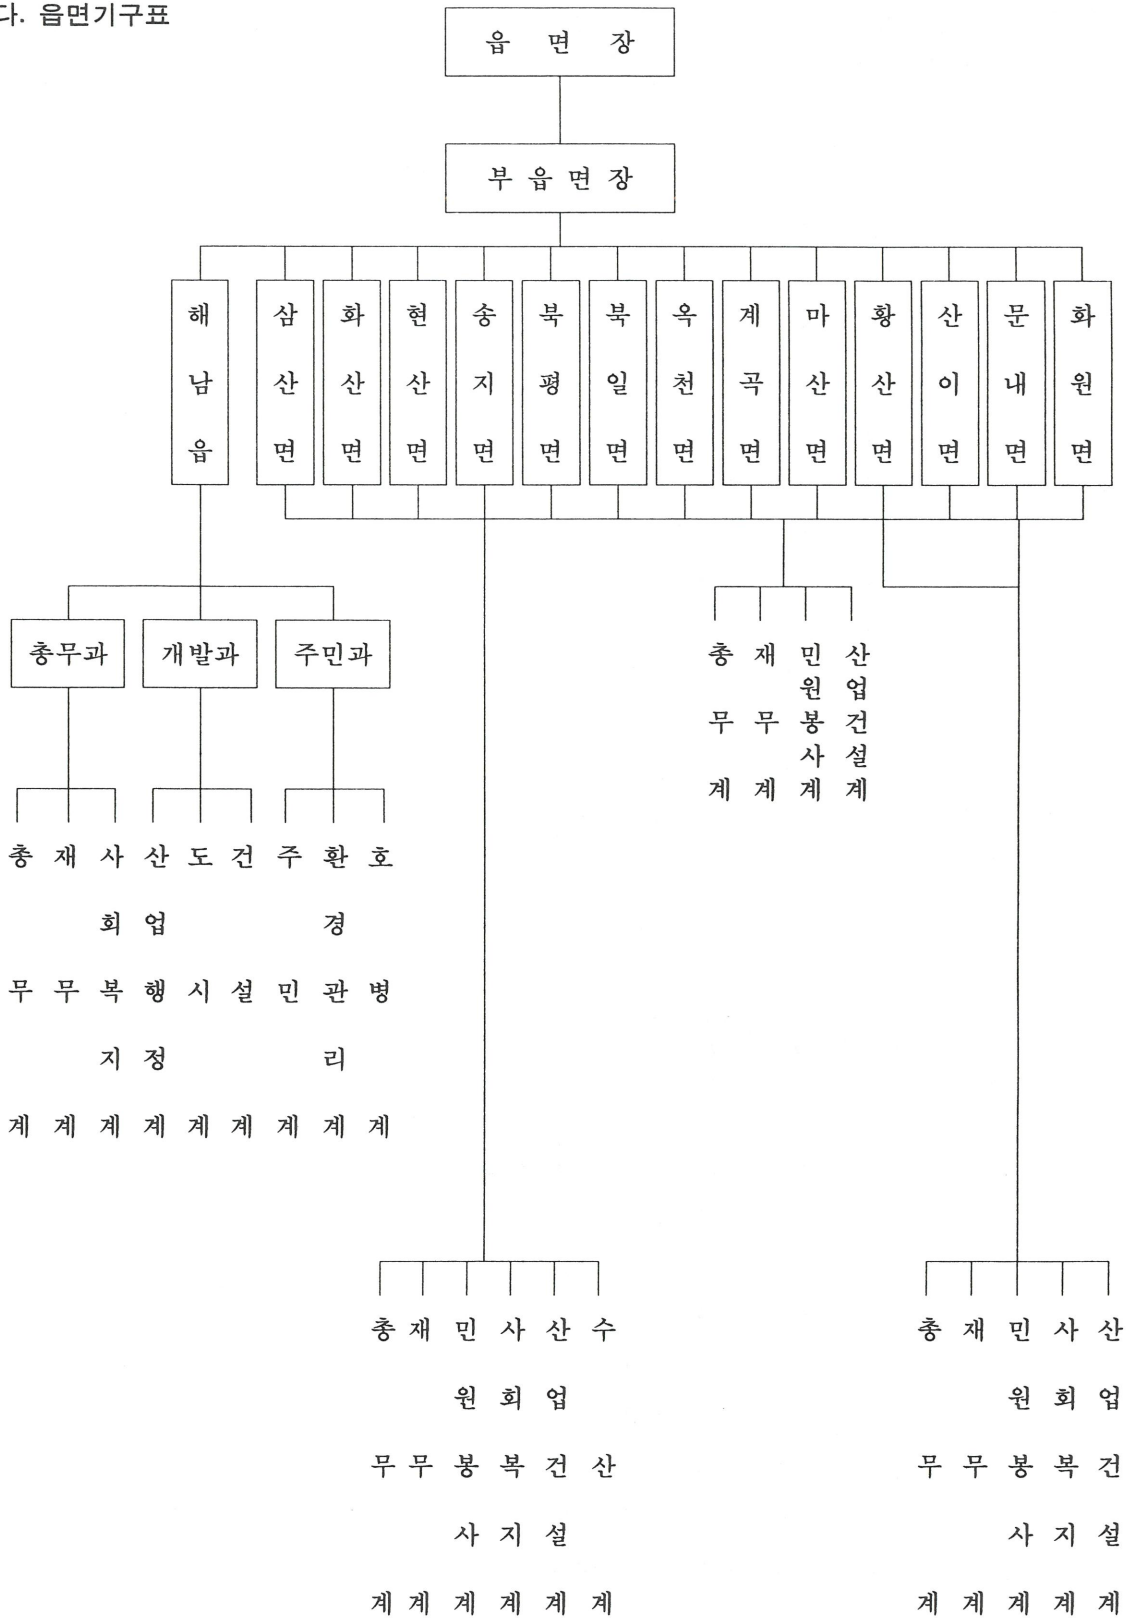 다. 읍면기구표
읍 면 장
부읍면장
해남읍
삼산면
화산면
현산면
송지면
북평면
북일면
옥천면
계곡면
마산면
황산면
산이면
문내면
화원면
총무과
개발과
주민과
총무계
재무계
민원봉사계
산업건설계
총무계
재무계
사회복지계
산업행정계
도시계
건설계
주민계
환경관리계
호병계
총무계
재무계
민원봉사계
사회복지계
산업건설계
수산계
총무계
재무계
민원봉사계
사회복지계
산업건설계